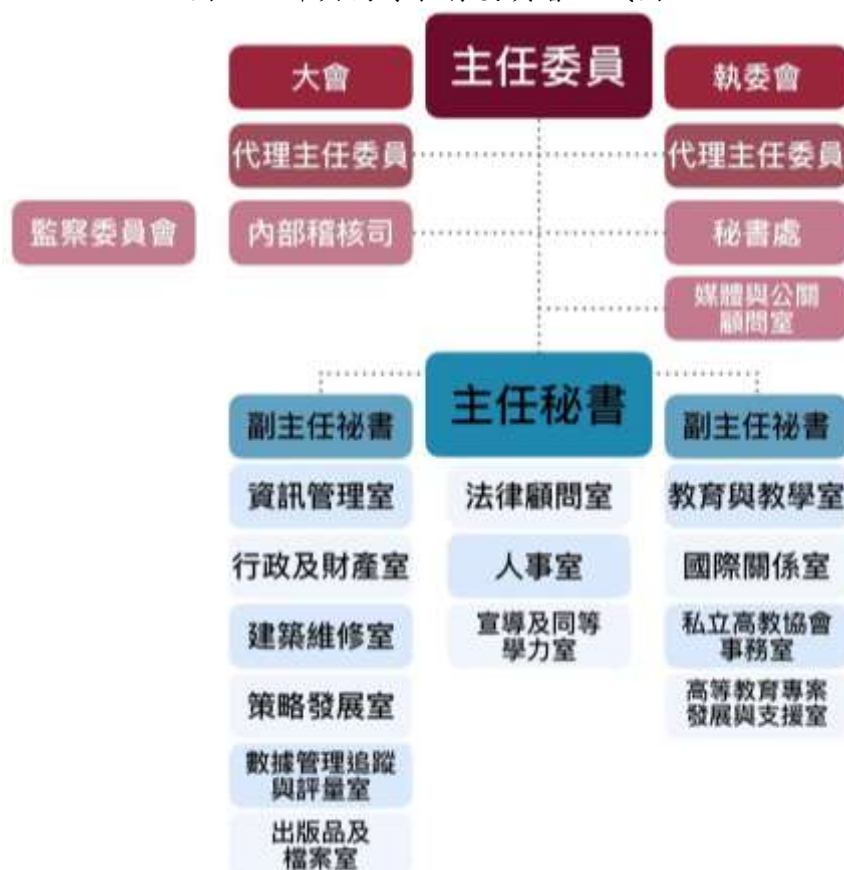 大會
主任委員
執委會
代理主任委員
代理主任委員
監察委員會
內部稽核司
秘書處
媒體與公關
顧問室
主任秘書
副主任祕書
副主任祕書
資訊管理室
法律顧問室
教育與教學室
行政及財產室
人事室
國際關係室
建築維修室
宣導及同等
學力室
私立高教協會
事務室
策略發展室
高等教育專案
發展與支援室
數據管理追蹤
與評量室
出版品及
檔案室